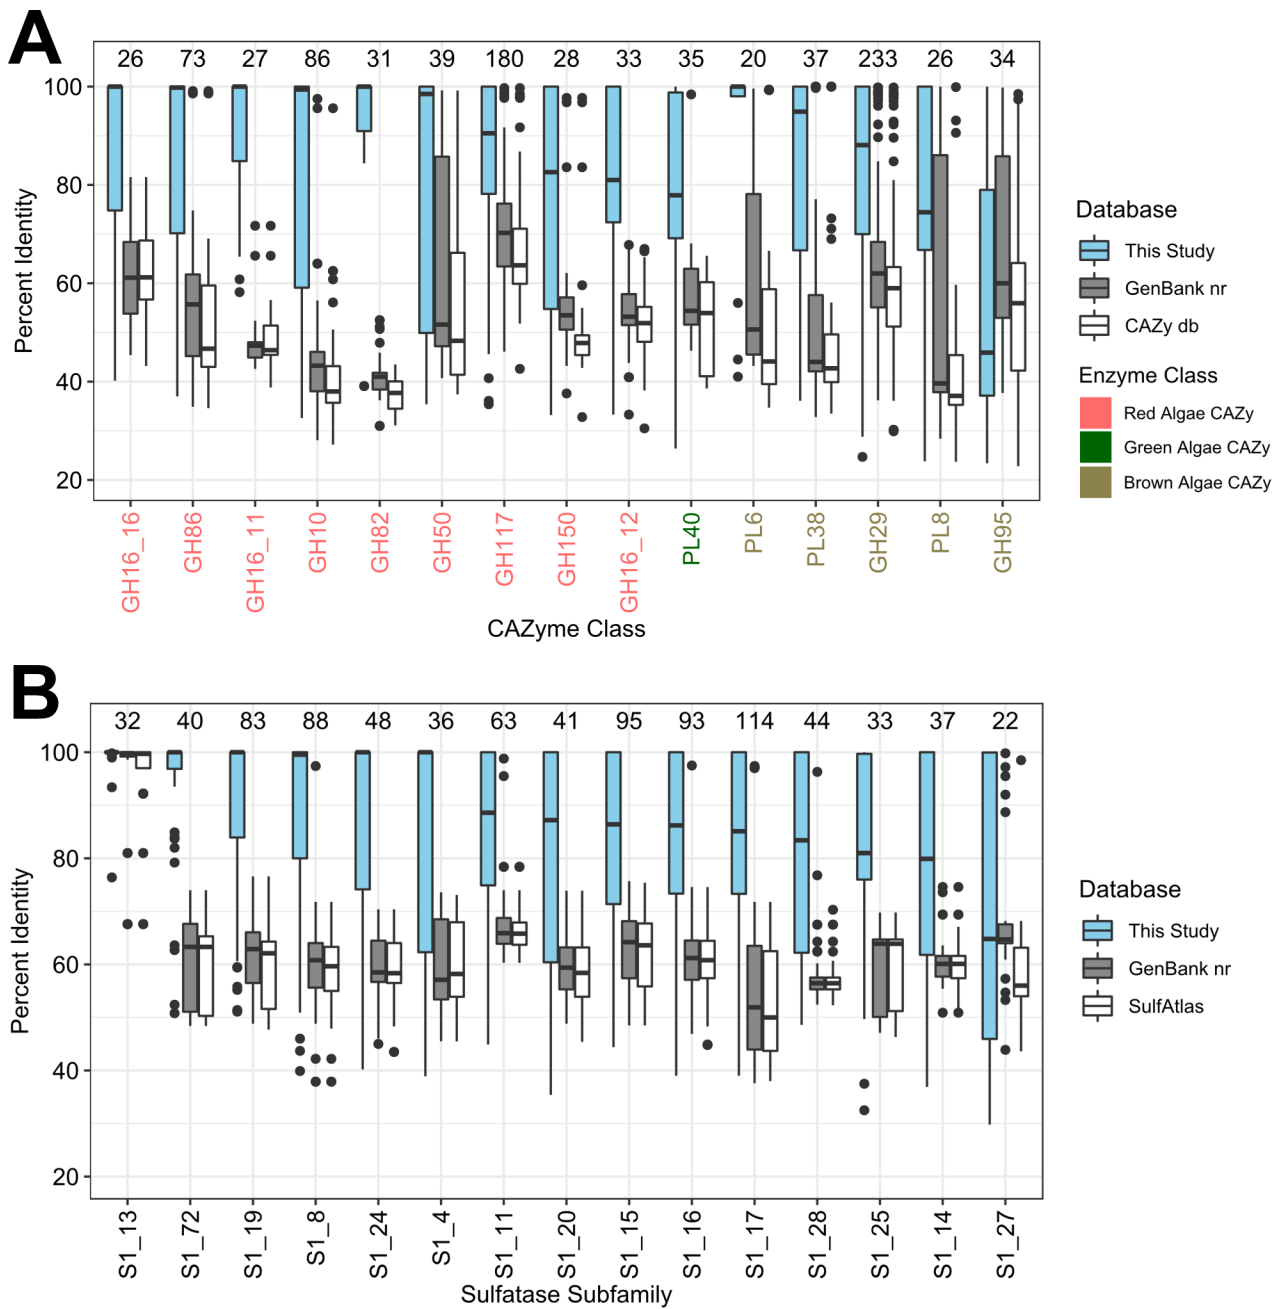 A
26 73 27 86 31 39 180 28 33 35 20 37 233 26 34
100
80
60
40
20
Percent Identity
GH16_16 GH86 GH16_11 GH10 GH82 GH50 GH117 GH150 GH16_12 PL40 PL6 PL38 GH29 PL8 GH95
CAZyme Class
Database
This Study
GenBank nr
CAZy db
Enzyme Class
Red Algae CAZy
Green Algae CAZy
Brown Algae CAZy
B
32 40 83 88 48 36 63 41 95 93 114 44 33 37 22
100
80
60
40
20
Percent Identity
S1_13 S1_72 S1_19 S1_8 S1_24 S1_4 S1_11 S1_20 S1_15 S1_16 S1_17 S1_28 S1_25 S1_14 S1_27
Sulfatase Subfamily
Database
This Study
GenBank nr
SulfAtlas